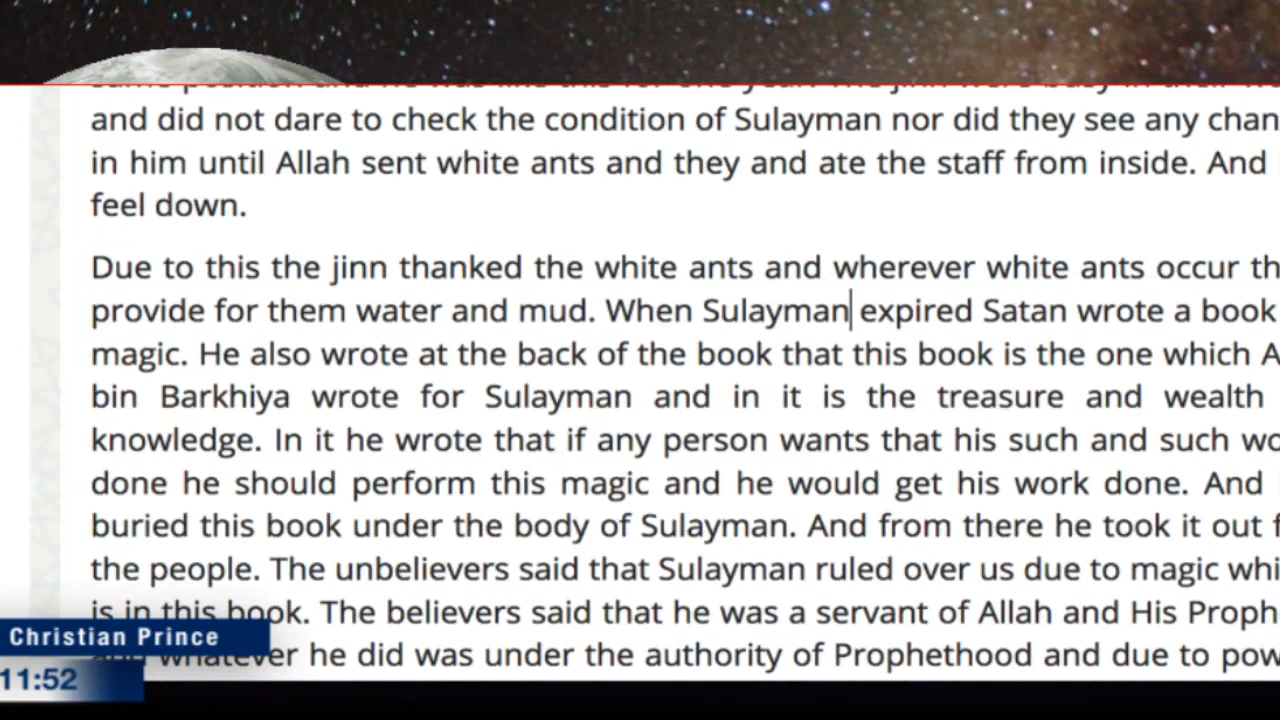 and did not dare to check the condition of Sulayman nor did they see any
in him until Allah sent white ants and they and ate the staff from inside. And
feel down.
Due to this the jinn thanked the white ants and wherever white ants occur
provide for them water and mud. When Sulayman expired Satan wrote a book
magic. He also wrote at the back of the book that this book is the one which
bin Barkhiya wrote for Sulayman and in it is the treasure and wealth
knowledge. In it he wrote that if any person wants that his such and such
done he should perform this magic and he would get his work done. And
buried this book under the body of Sulayman. And from there he took it out
the people. The unbelievers said that Sulayman ruled over us due to magic
is in this book. The believers said that he was a servant of Allah and His
Christian Prince
whatever he did was under the authority of Prophethood and due to
11:52